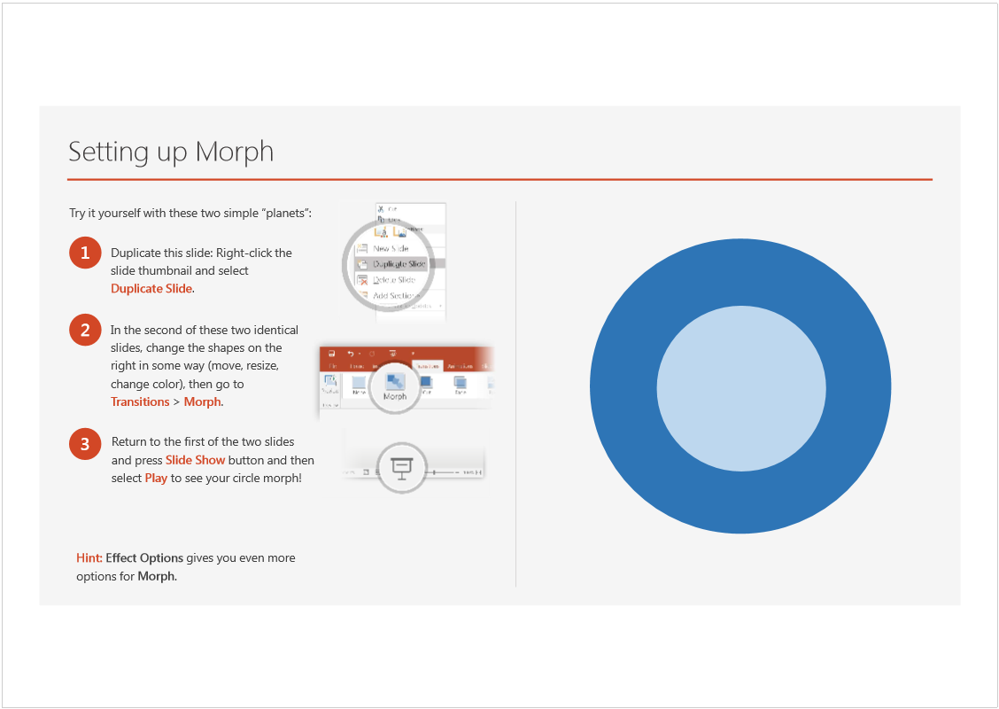 Setting up Morph
Try it yourself with these two simple “planets”:
1
Duplicate this slide: Right-click the
slide thumbnail and select
Duplicate Slide.
2
In the second of these two identical
slides, change the shapes on the
right in some way (move, resize,
change color), then go to
Transitions > Morph.
3
Return to the first of the two slides
and press Slide Show button and then
select Play to see your circle morph!
Hint: Effect Options gives you even more
options for Morph.
Cut
New Slide
Duplicate Slide
Delete Slide
Add Section
Transitions
Morph